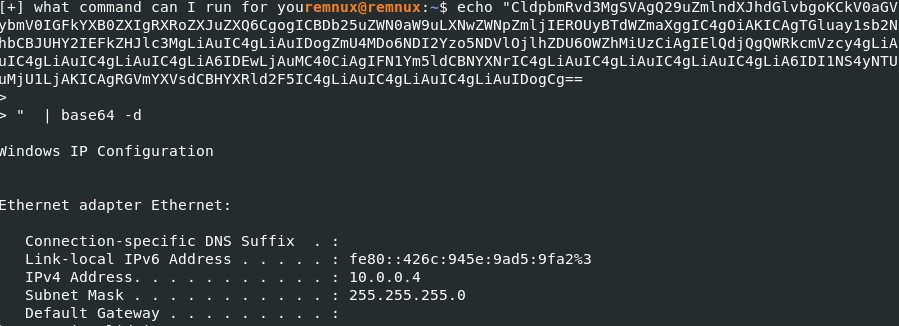 [+] what command can I run for youremnux@remnux:~$ echo "CldpbmRvd3MgSVAgQ29uZmlndXJhdGlvbgoKCkV0aGV
ybmV0IGFkYXB0ZXIgRXRoZXJuZXQ6CgogICBDb25uZWN0aW9uLXNwZWNpZmljIEROUyBTdWZmaXggIC4gOiAKICAgTGluay1sb2N
hbCBJUHY2IEFkZHJlc3MgLiAuIC4gLiAuIDogZmU4MDo6NDI2Yzo5NDVlOjlhZDU6OWZhMiUzCiAgIElQdjQgQWRkcmVzcy4gLiA
uIC4gLiAuIC4gLiAuIC4gLiA6IDEwLjAuMC40CiAgIFN1Ym5ldCBNYXNrIC4gLiAuIC4gLiAuIC4gLiAuIC4gLiA6IDI1NS4yNTU
uMjU1LjAKICAgRGVmYXVsdCBHYXRld2F5IC4gLiAuIC4gLiAuIC4gLiAuIDogCg==
>
> "  | base64 -d
Windows IP Configuration
Ethernet adapter Ethernet:
Connection-specific DNS Suffix  . :
Link-local IPv6 Address . . . . . : fe80::426c:945e:9ad5:9fa2%3
IPv4 Address. . . . . . . . . . . : 10.0.0.4
Subnet Mask . . . . . . . . . . . : 255.255.255.0
Default Gateway . . . . . . . . . :